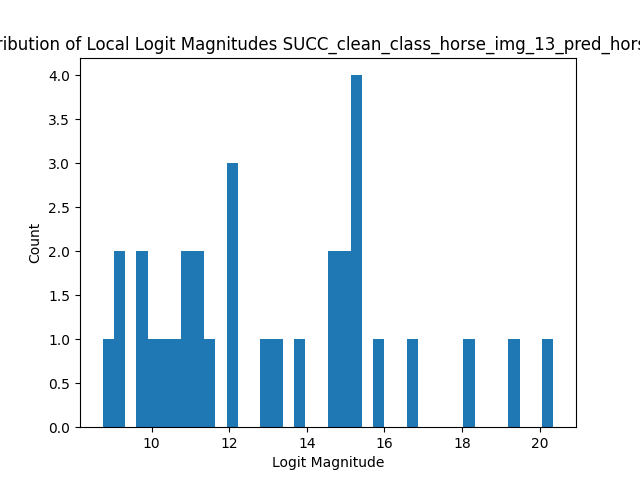 ribution of Local Logit Magnitudes SUCC_clean_class_horse_img_13_pred_hors
4.0
3.5
3.0
2.5
2.0
1.5
1.0
0.5
0.0
Count
10 12 14 16 18 20
Logit Magnitude